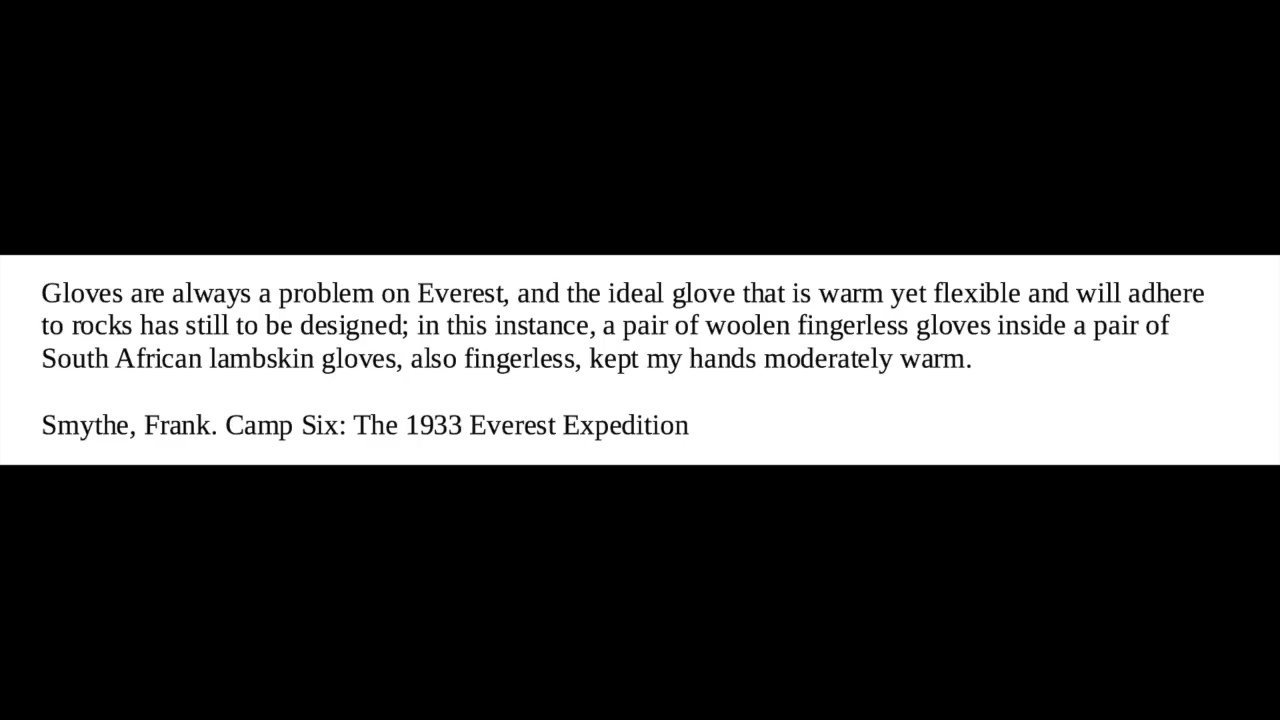 Gloves are always a problem on Everest, and the ideal glove that is warm yet flexible and will adhere
to rocks has still to be designed; in this instance, a pair of woolen fingerless gloves inside a pair of
South African lambskin gloves, also fingerless, kept my hands moderately warm.
Smythe, Frank. Camp Six: The 1933 Everest Expedition